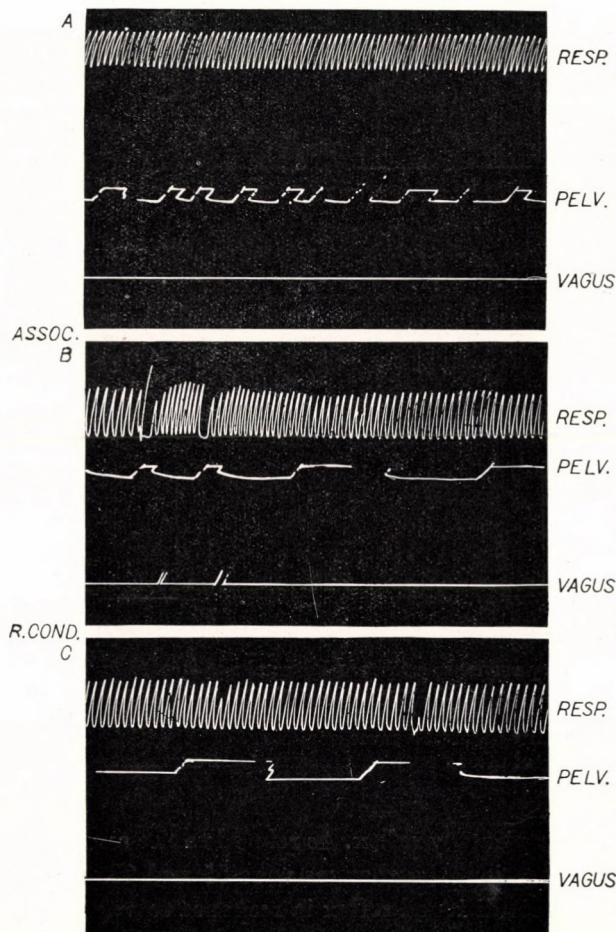 A
RESP.
PELV.
VAGUS
ASSOC.
B
RESP.
PELV.
VAGUS
R.COND.
C
RESP.
PELV.
VAGUS